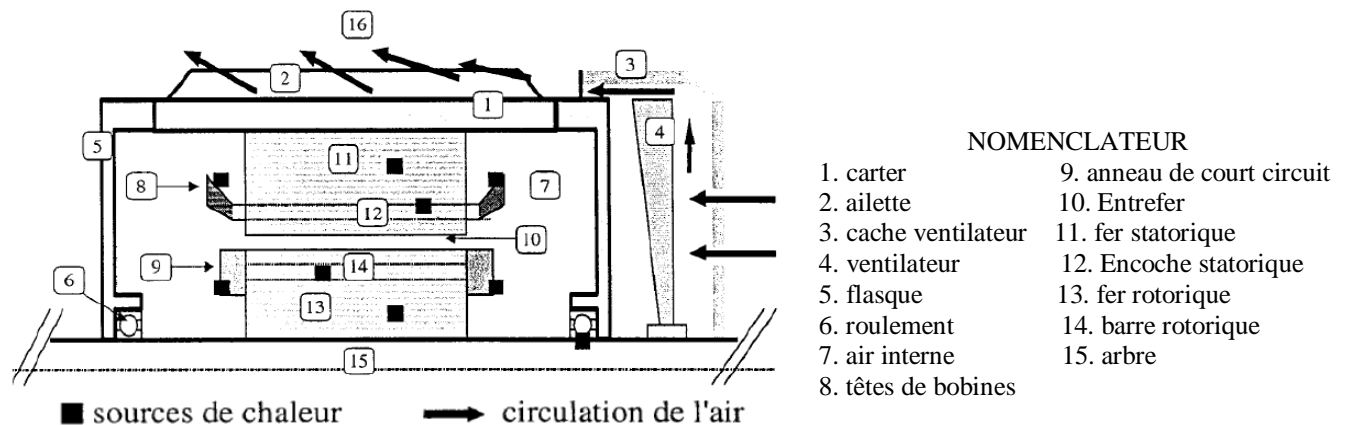 16
3
2
1
4
5
11
8
7
12
10
9
14
6
13
15
sources de chaleur
circulation de l'air
NOMENCLATEUR
1. carter 9. anneau de court circuit
2. ailette 10. Entrefer
3. cache ventilateur 11. fer statorique
4. ventilateur 12. Encoche statorique
5. flasque 13. fer rotorique
6. roulement 14. barre rotorique
7. air interne 15. arbre
8. têtes de bobines